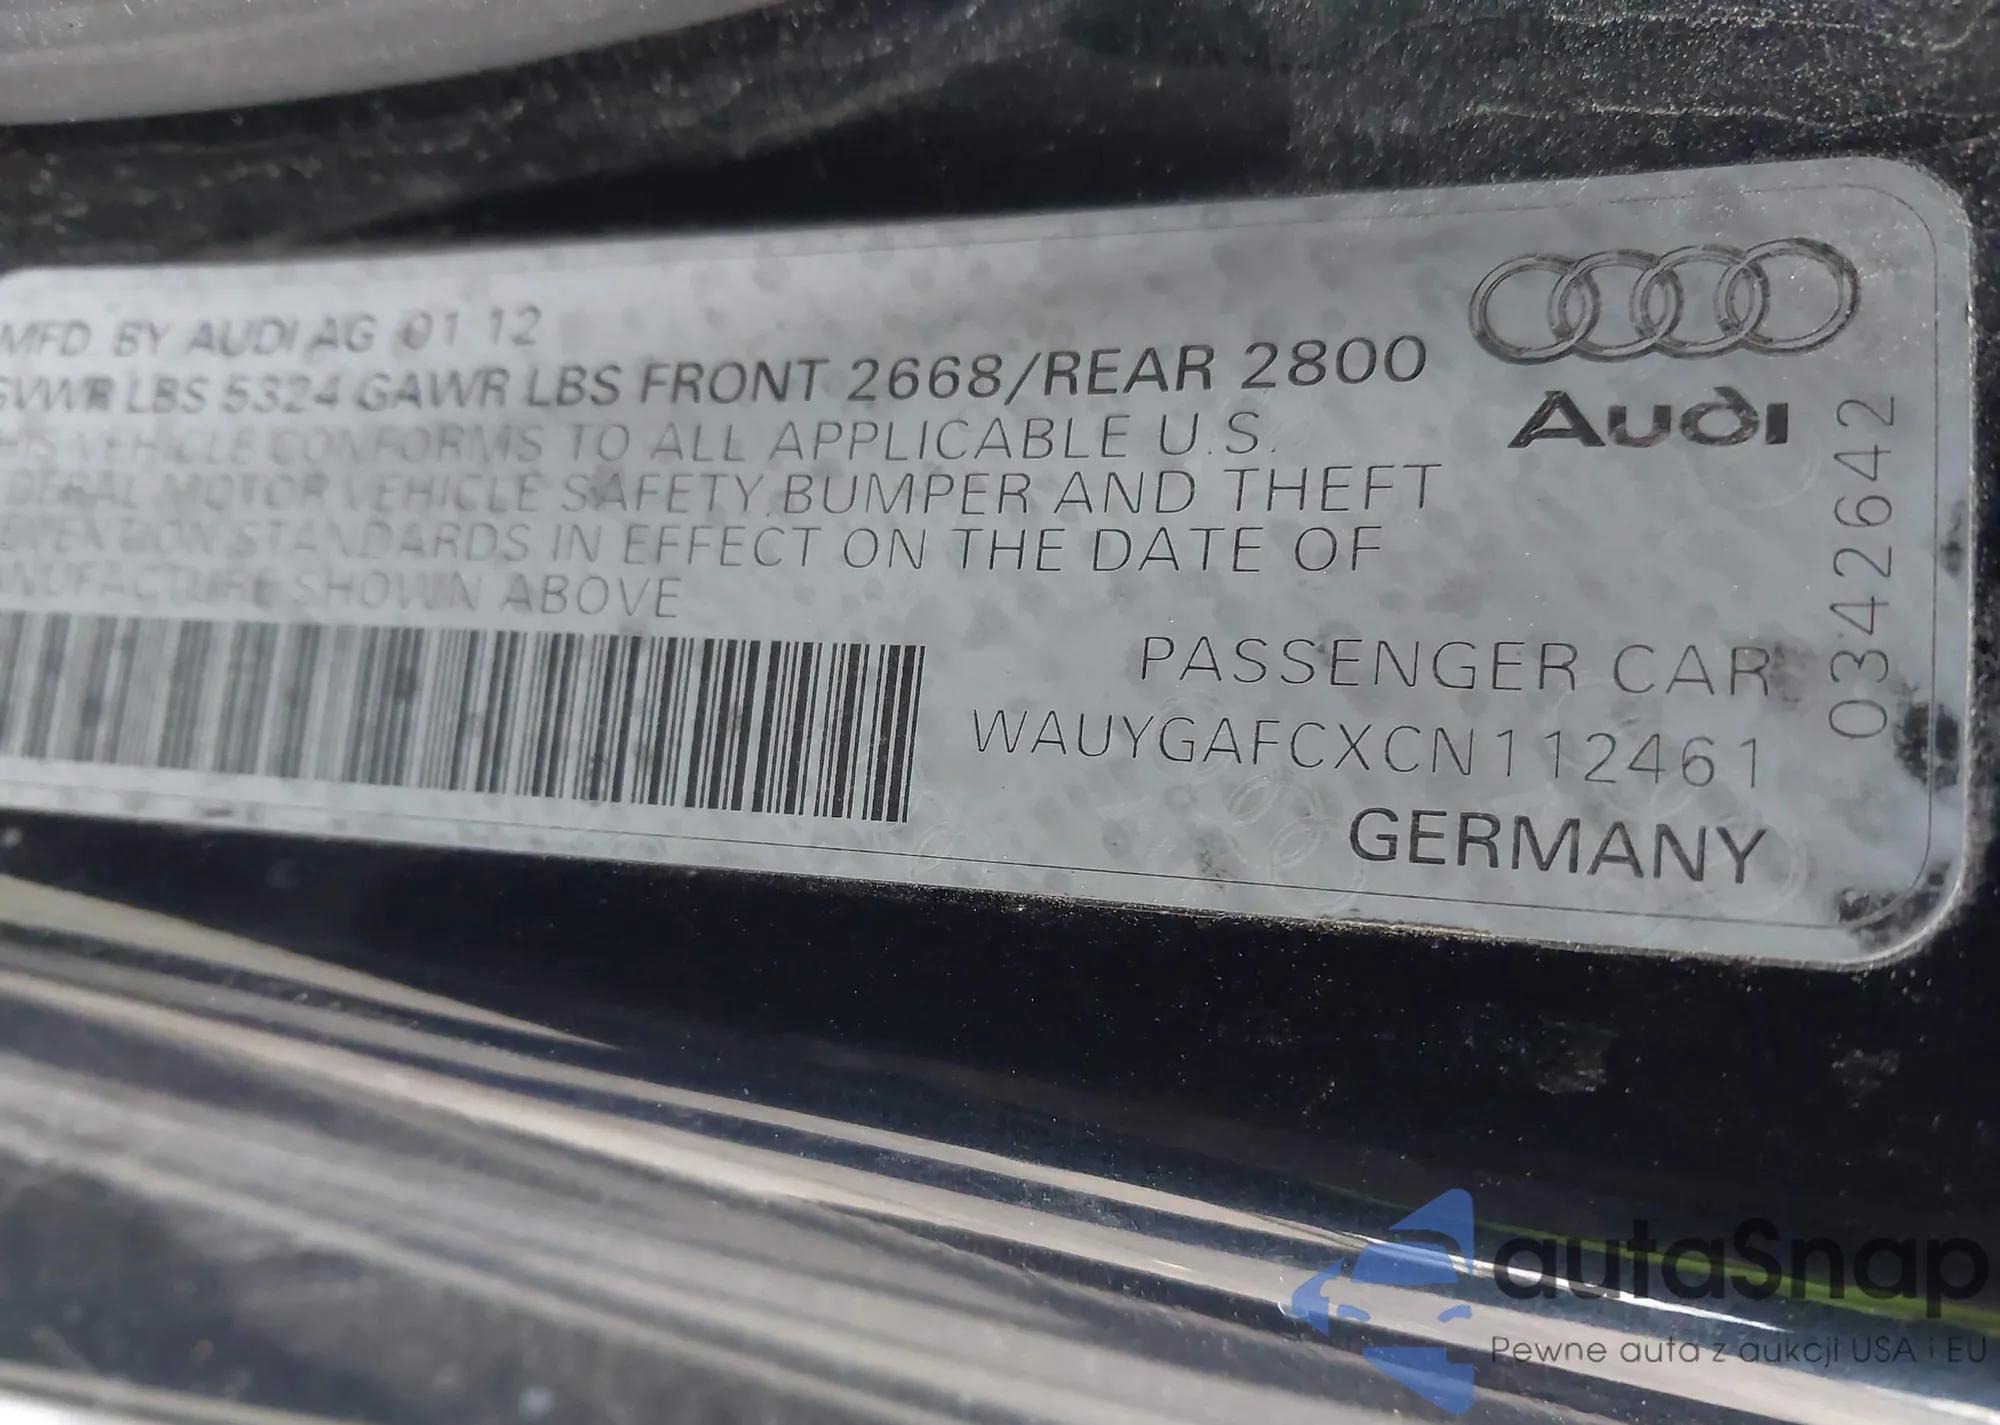 MFD BY AUDI AG 01 12
GVWR LBS 5324 GAWR LBS FRONT 2668/REAR 2800
VEHICLE CONFORMS TO ALL APPLICABLE U.S.
MOTOR VEHICLE SAFETY, BUMPER AND THEFT
STANDARDS IN EFFECT ON THE DATE OF
SHOWN ABOVE
Audi
0342642
PASSENGER CAR
WAUYGAFCXCN112461
GERMANY
autaSnap
Pewne auta z aukcji USA i EU